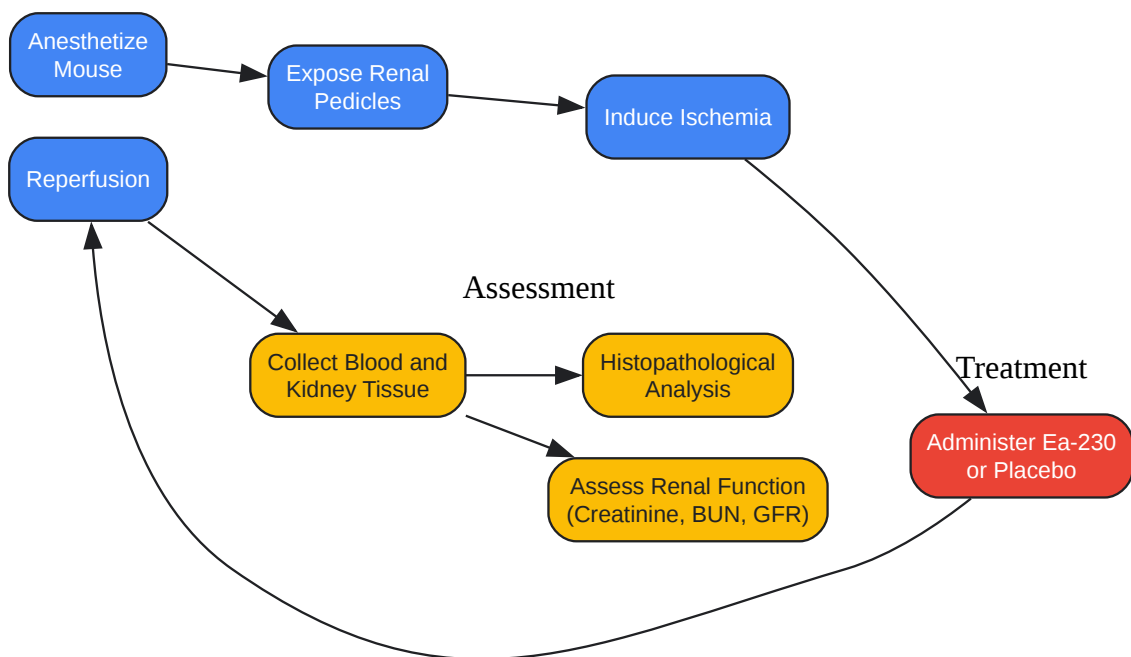 Anesthetize
Mouse
Expose Renal
Pedicles
Induce Ischemia
Reperfusion
Assessment
Collect Blood and
Kidney Tissue
Histopathological
Analysis
Treatment
Administer Ea-230
or Placebo
Assess Renal Function
(Creatinine, BUN, GFR)